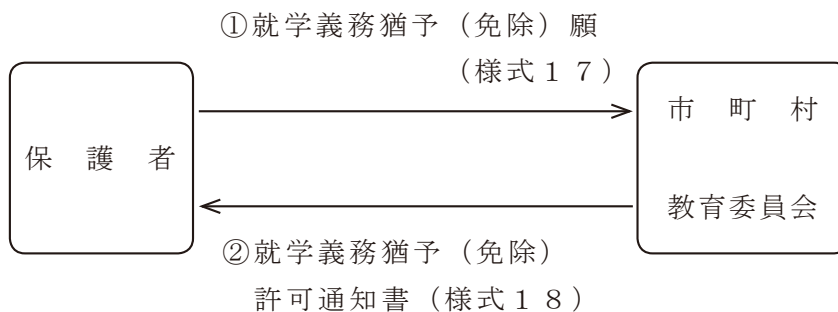 ①就学義務猶予（免除）願
（様式１７）
保　護　者
市　町　村
教育委員会
②就学義務猶予（免除）
許可通知書（様式１８）